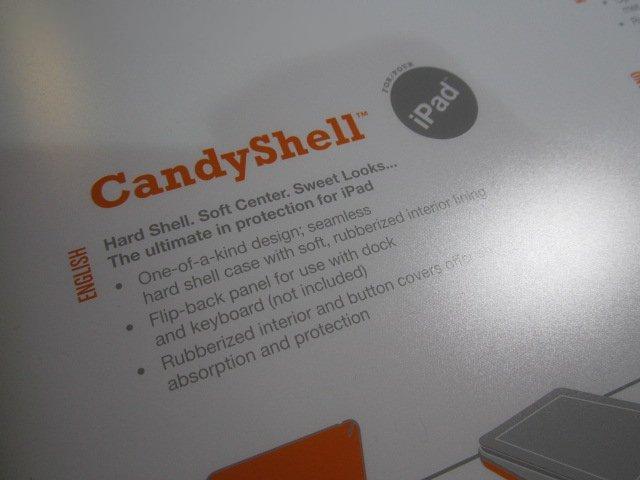 FOR YOUR
iPad™
CandyShell™
Hard Shell. Soft Center. Sweet Looks...
The ultimate in protection for iPad
ENGLISH
• One-of-a-kind design; seamless
hard shell case with soft, rubberized interior lining
• Flip-back panel for use with dock
and keyboard (not included)
• Rubberized interior and button covers
absorption and protection